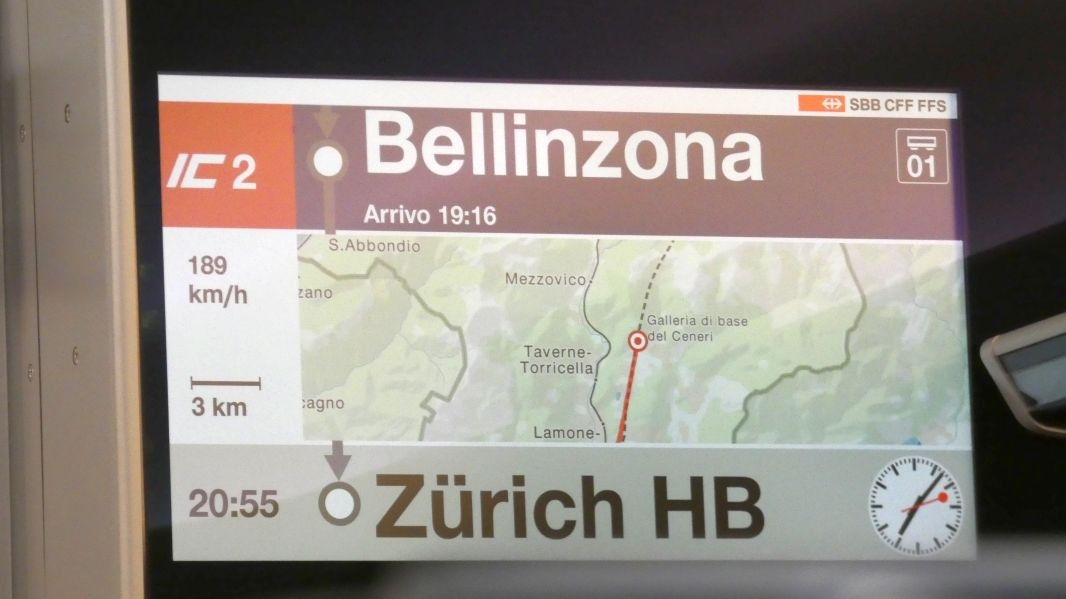 SBB CFF FFS
IC 2
Bellinzona
01
Arrivo 19:16
189
km/h
3 km
S.Abbondio
zano
Mezzovico
Galleria di base
del Ceneri
Taverne-
Torricella
cagno
Lamone-
20:55
Zürich HB